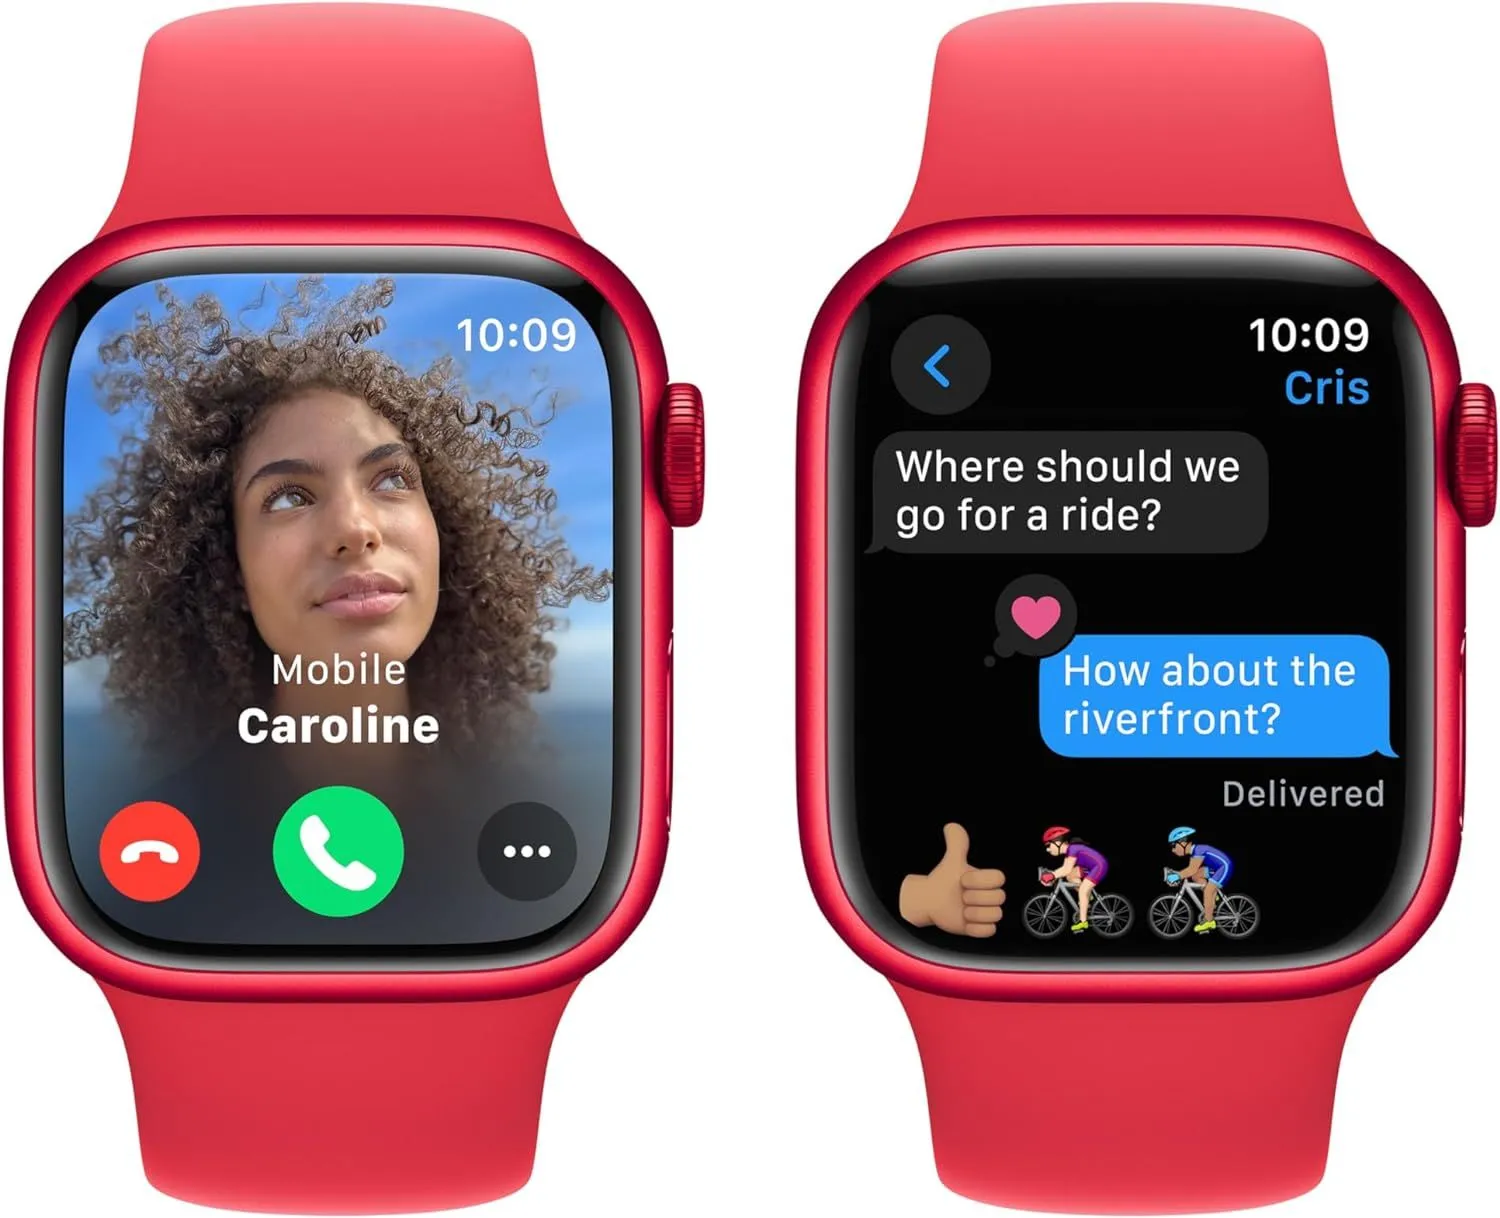 10:09
Mobile
Caroline
10:09
Cris
Where should we
go for a ride?
How about the
riverfront?
Delivered